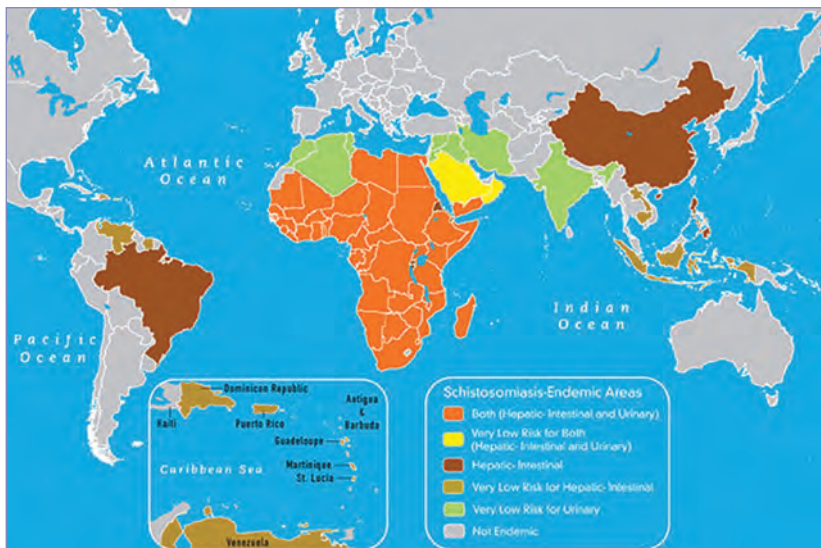 Atlantic
Ocean
Pacific
Ocean
Indian
Ocean
Dominican Republic
Haiti
Puerto Rico
Antigua
&
Barbuda
Guadeloupe
Martinique
St. Lucia
Caribbean Sea
Venezuela
Schistosomiasis-Endemic Areas
Both (Hepatic-Intestinal and Urinary)
Very Low Risk for Both
(Hepatic-Intestinal and Urinary)
Hepatic-Intestinal
Very Low Risk for Hepatic-Intestinal
Very Low Risk for Urinary
Not Endemic